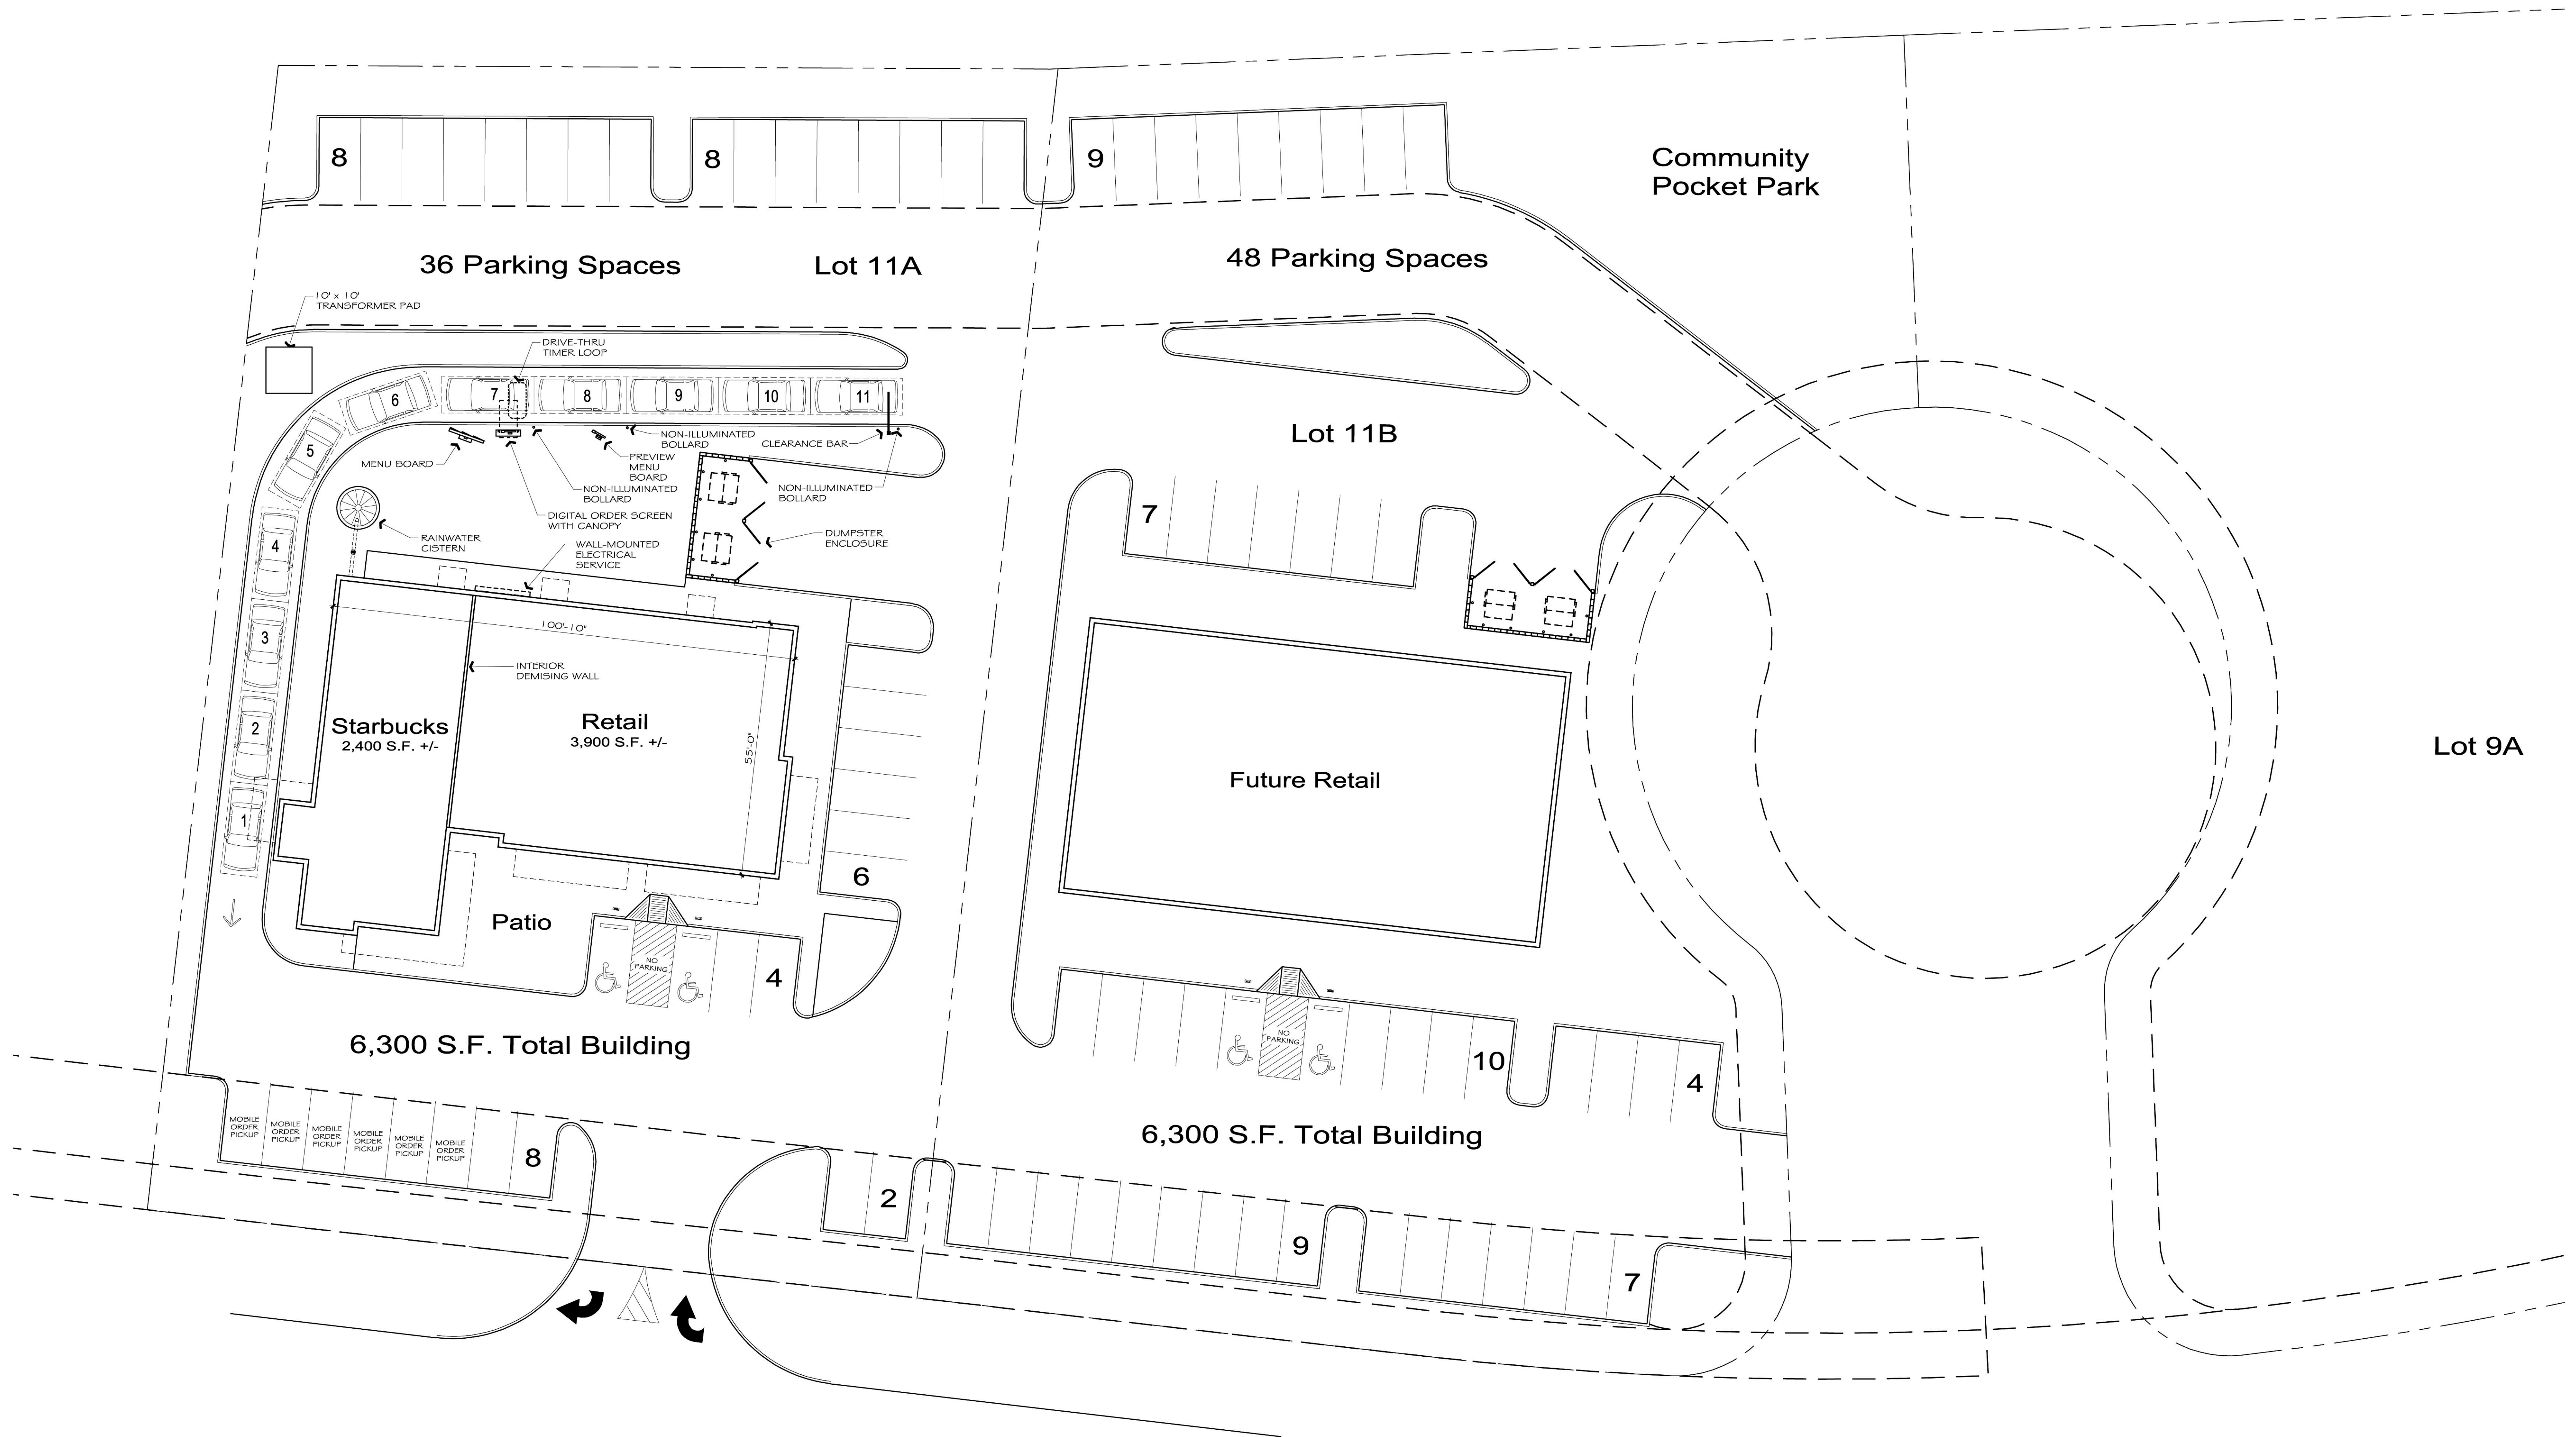 8
8
9
Community
Pocket Park
36 Parking Spaces
Lot 11A
48 Parking Spaces
10' x 10'
TRANSFORMER PAD
DRIVE-THRU
TIMER LOOP
6
7
8
9
10
11
5
4
3
2
1
NON-ILLUMINATED
BOLLARD
CLEARANCE BAR
MENU BOARD
PREVIEW
MENU
BOARD
NON-ILLUMINATED
BOLLARD
NON-ILLUMINATED
BOLLARD
DIGITAL ORDER SCREEN
WITH CANOPY
RAINWATER
CISTERN
WALL-MOUNTED
ELECTRICAL
SERVICE
DUMPSTER
ENCLOSURE
Lot 11B
7
100'-10"
INTERIOR
DEMISING WALL
55'-0"
Starbucks
2,400 S.F. +/-
Retail
3,900 S.F. +/-
Future Retail
Lot 9A
6
Patio
NO
PARKING
4
6,300 S.F. Total Building
NO
PARKING
10
4
MOBILE
ORDER
PICKUP
MOBILE
ORDER
PICKUP
MOBILE
ORDER
PICKUP
MOBILE
ORDER
PICKUP
MOBILE
ORDER
PICKUP
MOBILE
ORDER
PICKUP
8
6,300 S.F. Total Building
2
9
7